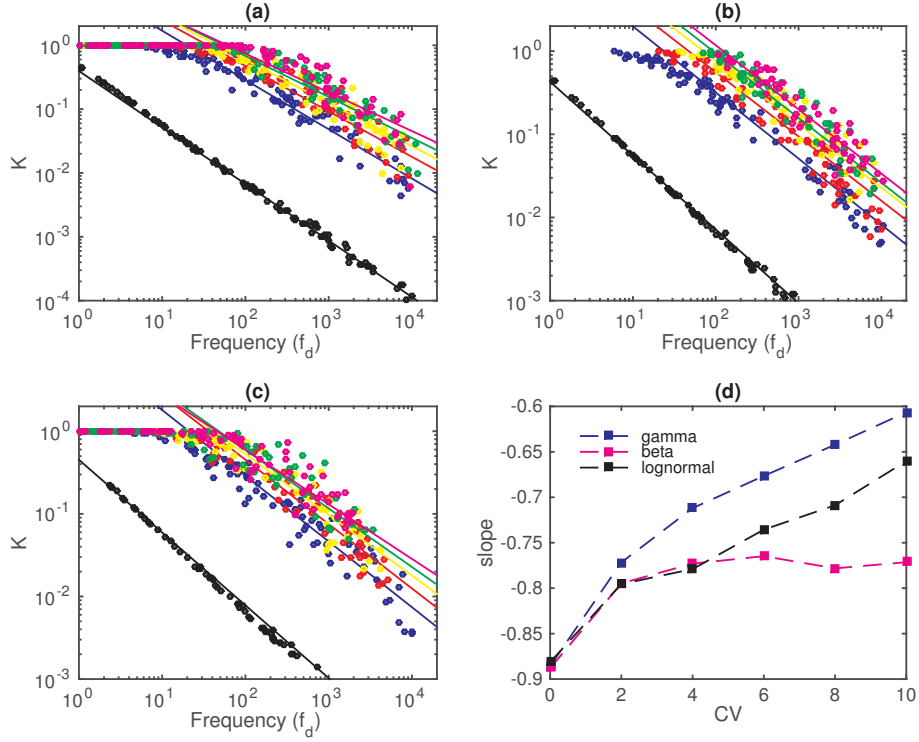 (a)
10^0
10^-1
10^-2
10^-3
10^-4
K
10^0 10^1 10^2 10^3 10^4
Frequency (f_d)
(b)
10^0
10^-1
10^-2
10^-3
K
10^0 10^1 10^2 10^3 10^4
Frequency (f_d)
(c)
10^0
10^-1
10^-2
10^-3
K
10^0 10^1 10^2 10^3 10^4
Frequency (f_d)
(d)
-0.6
-0.65
-0.7
-0.75
-0.8
-0.85
-0.9
slope
gamma
beta
lognormal
0 2 4 6 8 10
CV